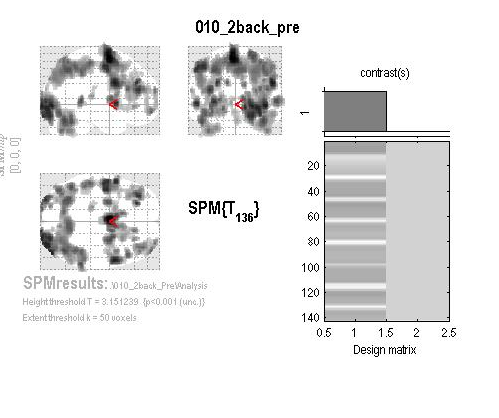 010_2back_pre
contrast(s)
1
[0, 0, 0]
SPM{T136}
20
40
60
80
100
120
140
0.5 1 1.5 2 2.5
Design matrix
SPMresults: .\010_2back_Pre\Analysis
Height threshold T = 3.151239 {p<0.001 (unc.)}
Extent threshold k = 50 voxels